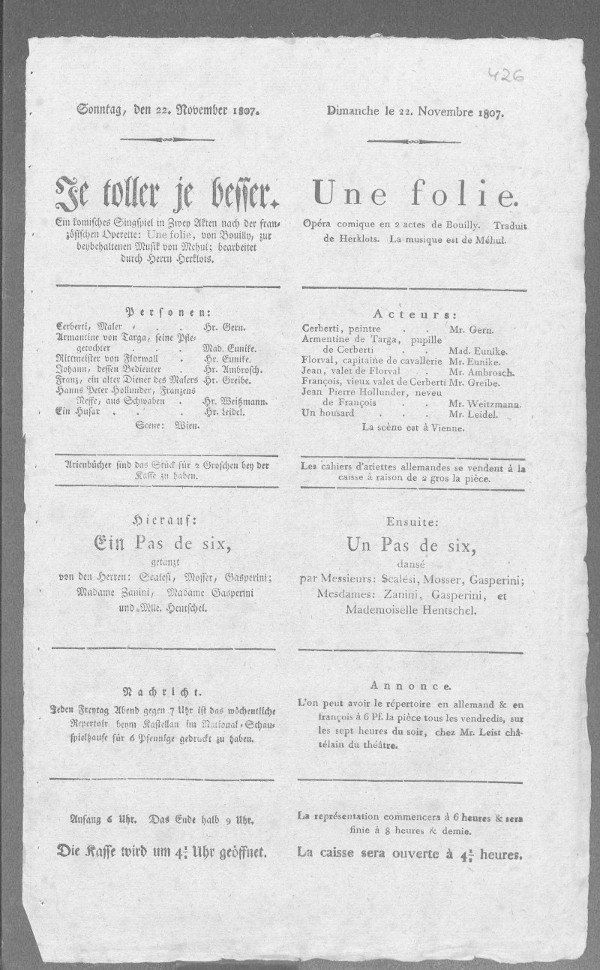 426
Sonntag, den 22. November 1807.
Je toller je besser.
Ein komisches Singspiel in Zwey Akten nach der fran-
zösischen Operette: Une folie, von Bouilly, zur
beybehaltenen Musik von Mehul; bearbeitet
durch Herrn Herklots.
Personen:
Cerberti, Maler . . . Hr. Gern.
Armantine von Targa, seine Pfle-
getochter . . . Mad. Eunike.
Rittmeister von Florwall . Hr. Eunike.
Johann, dessen Bedienter . Hr. Ambrosch.
Franz, ein alter Diener des Malers Hr. Greibe.
Hanns Peter Hollunder, Franzens
Neffe, aus Schwaben . Hr. Weitzmann.
Ein Husar . . . . Hr. Leidel.
Scene: Wien.
Arienbücher sind das Stück für 2 Groschen bey der
Kasse zu haben.
Hierauf:
Ein Pas de six,
getanzt
von den Herren: Scalesi, Mosser, Gasperini;
Madame Zanini, Madame Gasperini
und Mlle. Hentschel.
Nachricht.
Jeden Freytag Abend gegen 7 Uhr ist das wöchentliche
Repertoir beym Kastellan im National-Schau-
spielhause für 6 Pfennige gedruckt zu haben.
Anfang 6 Uhr. Das Ende halb 9 Uhr.
Die Kasse wird um 4½ Uhr geöffnet.
Dimanche le 22. Novembre 1807.
Une folie.
Opéra comique en 2 actes de Bouilly. Traduit
de Herklots. La musique est de Méhul.
Acteurs:
Cerberti, peintre . . Mr. Gern.
Armentine de Targa, pupille
de Cerberti . . Mad. Eunike.
Florval, capitaine de cavallerie Mr. Eunike.
Jean, valet de Florval . Mr. Ambrosch.
François, vieux valet de Cerberti Mr. Greibe.
Jean Pierre Hollunder, neveu
de François . . Mr. Weitzmann.
Un housard . . . Mr. Leidel.
La scène est à Vienne.
Les cahiers d'ariettes allemandes se vendent à la
caisse à raison de 2 gros la pièce.
Ensuite:
Un Pas de six,
dansé
par Messieurs: Scalési, Mosser, Gasperini;
Mesdames: Zanini, Gasperini, et
Mademoiselle Hentschel.
Annonce.
L'on peut avoir le répertoire en allemand & en
françois à 6 Pf. la pièce tous les vendredis, sur
les sept heures du soir, chez Mr. Leist châ-
télain du théâtre.
La représentation commencera à 6 heures & sera
finie à 8 heures & demie.
La caisse sera ouverte à 4½ heures.